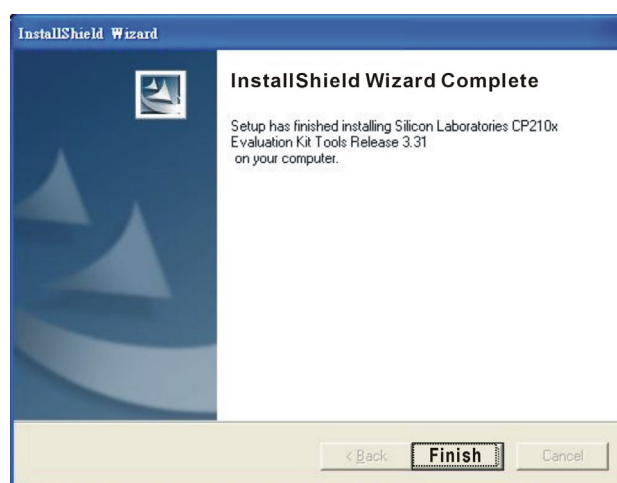 InstallShield Wizard
InstallShield Wizard Complete
Setup has finished installing Silicon Laboratories CP210x
Evaluation Kit Tools Release 3.31
on your computer.
< Back
Finish
Cancel